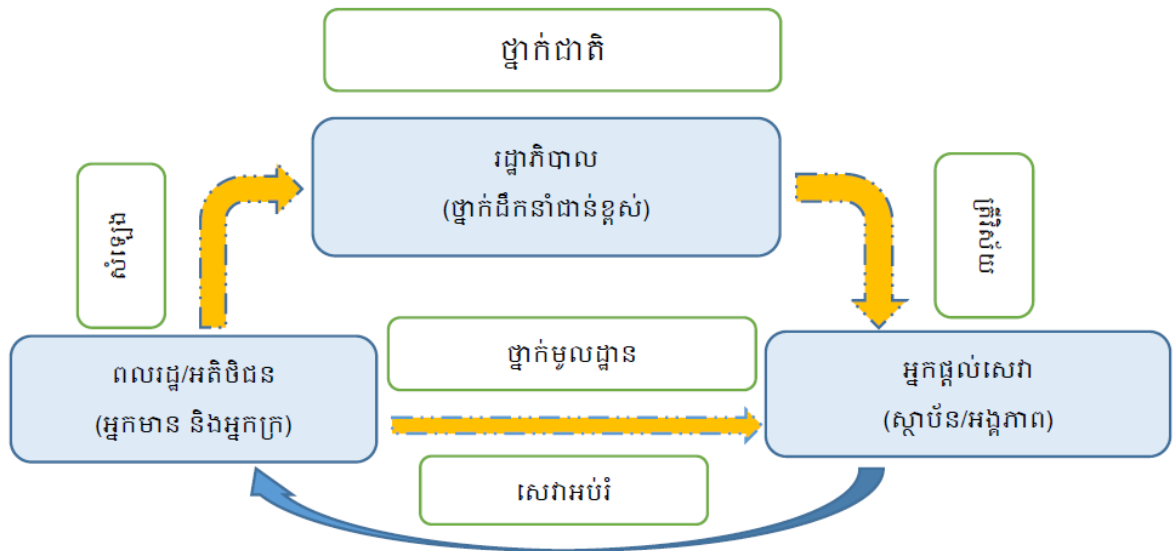 ថ្នាក់ជាតិ
រដ្ឋាភិបាល
(ថ្នាក់ដឹកនាំជាន់ខ្ពស់)
សំឡេង
ត្រីវិស័យ
ពលរដ្ឋ/អតិថិជន
(អ្នកមាន និងអ្នកក្រ)
ថ្នាក់មូលដ្ឋាន
អ្នកផ្តល់សេវា
(ស្ថាប័ន/អង្គភាព)
សេវាអប់រំ